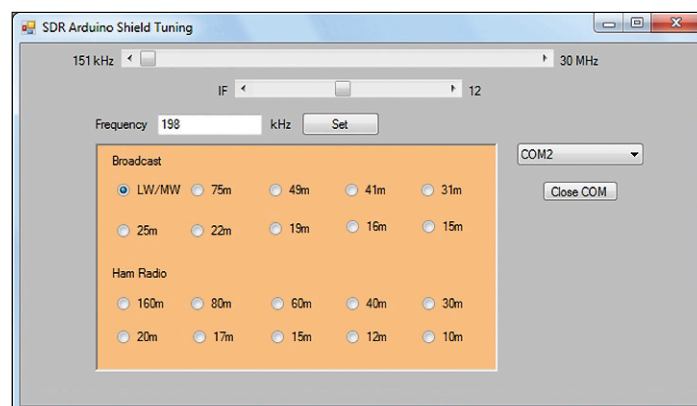 SDR Arduino Shield Tuning
151 kHz 30 MHz
IF 12
Frequency 198 kHz Set
Broadcast
COM2
LW/MW 75m 49m 41m 31m
Close COM
25m 22m 19m 16m 15m
Ham Radio
160m 80m 60m 40m 30m
20m 17m 15m 12m 10m